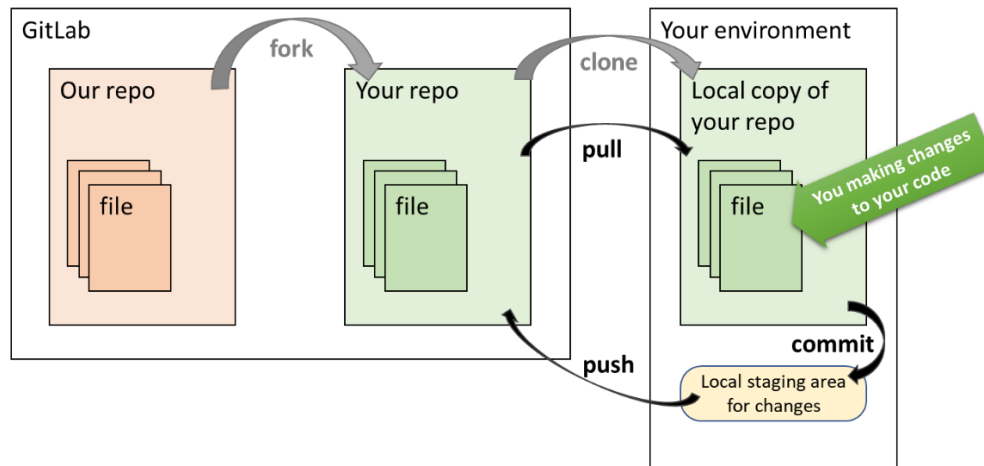 GitLab
fork
Our repo
file
Your repo
file
clone
pull
push
Your environment
Local copy of
your repo
file
You making changes
to your code
commit
Local staging area
for changes